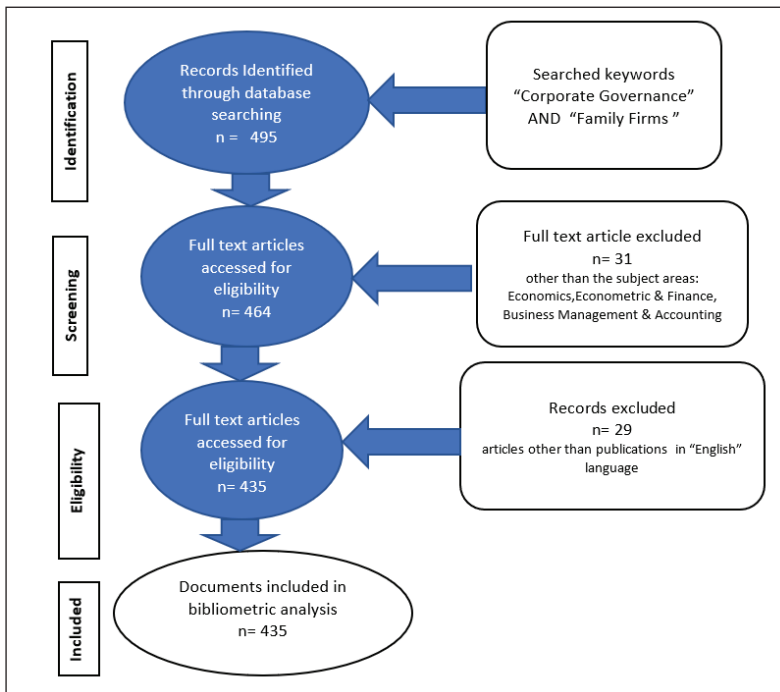 Identification
Records Identified
through database
searching
n = 495
Searched keywords
“Corporate Governance”
AND “Family Firms ”
Screening
Full text articles
accessed for
eligibility
n= 464
Full text article excluded
n= 31
other than the subject areas:
Economics,Econometric & Finance,
Business Management & Accounting
Eligibility
Full text articles
accessed for
eligibility
n= 435
Records excluded
n= 29
articles other than publications in “English”
language
Included
Documents included in
bibliometric analysis
n= 435